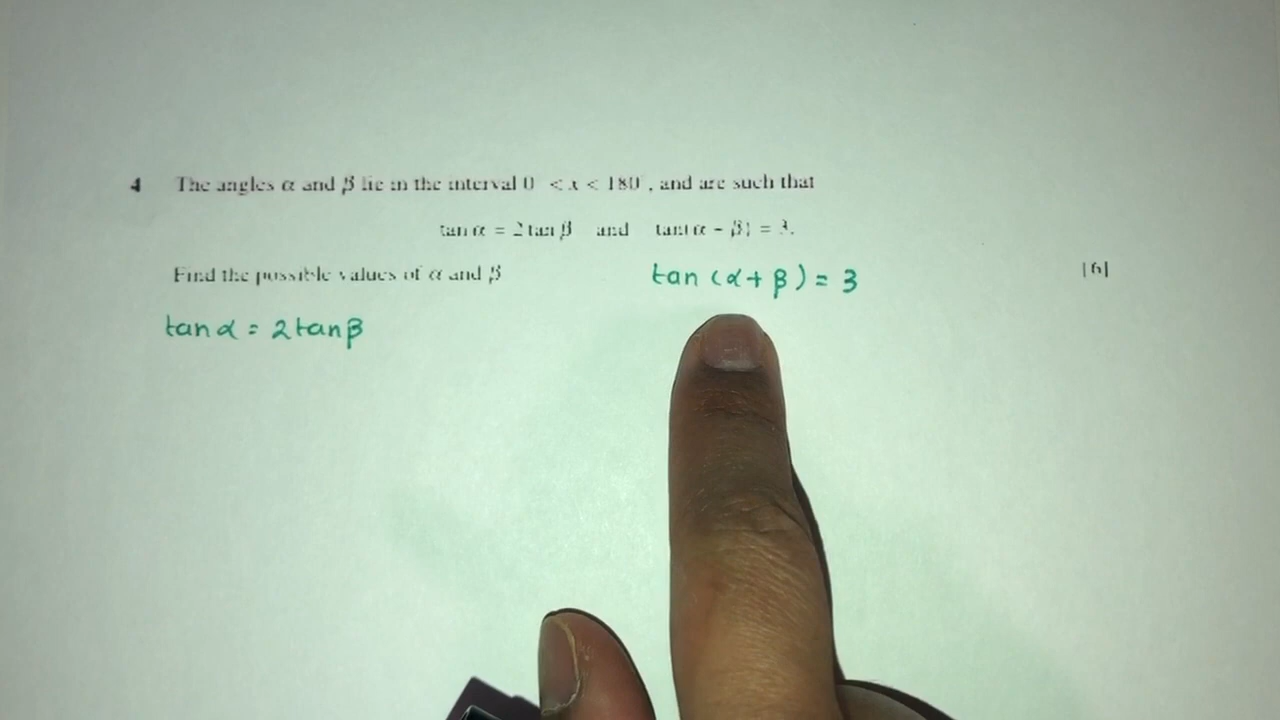 4 The angles α and β lie in the interval 0 < x < 180, and are such that
tan α = 2 tan β and tan(α - β) = 3.
Find the possible values of α and β
[6]
tan (α + β) = 3
tan α = 2 tan β